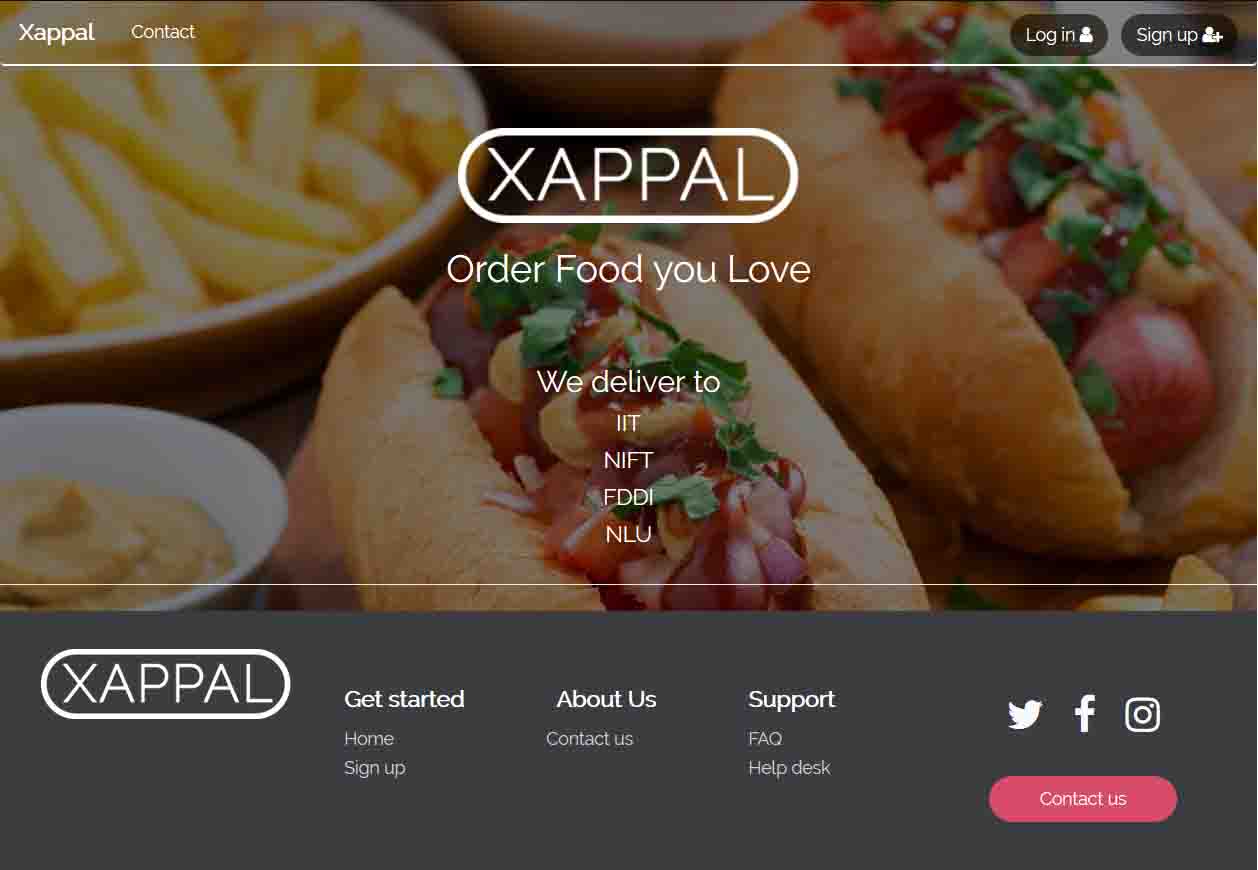 Xappal Contact Log in Sign up
XAPPAL
Order Food you Love
We deliver to
IIT
NIFT
FDDI
NLU
XAPPAL
Get started About Us Support
Home Contact us FAQ
Sign up Help desk
Contact us